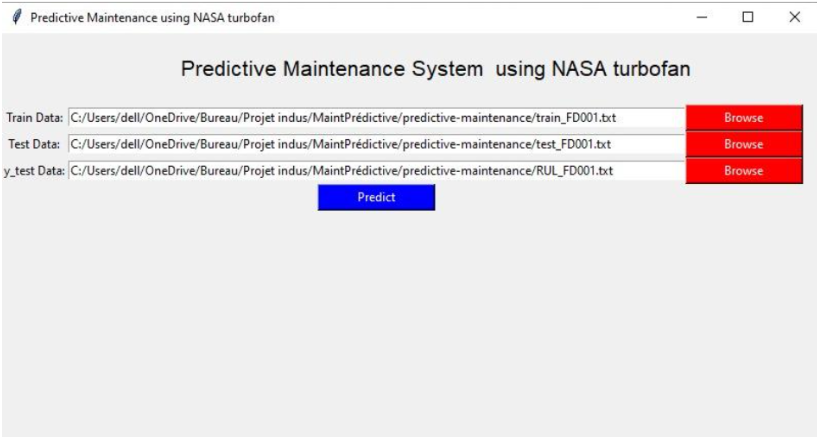 Predictive Maintenance using NASA turbofan
Predictive Maintenance System  using NASA turbofan
Train Data: C:/Users/dell/OneDrive/Bureau/Projet indus/MaintPrédictive/predictive-maintenance/train_FD001.txt Browse
Test Data: C:/Users/dell/OneDrive/Bureau/Projet indus/MaintPrédictive/predictive-maintenance/test_FD001.txt Browse
y_test Data: C:/Users/dell/OneDrive/Bureau/Projet indus/MaintPrédictive/predictive-maintenance/RUL_FD001.txt Browse
Predict